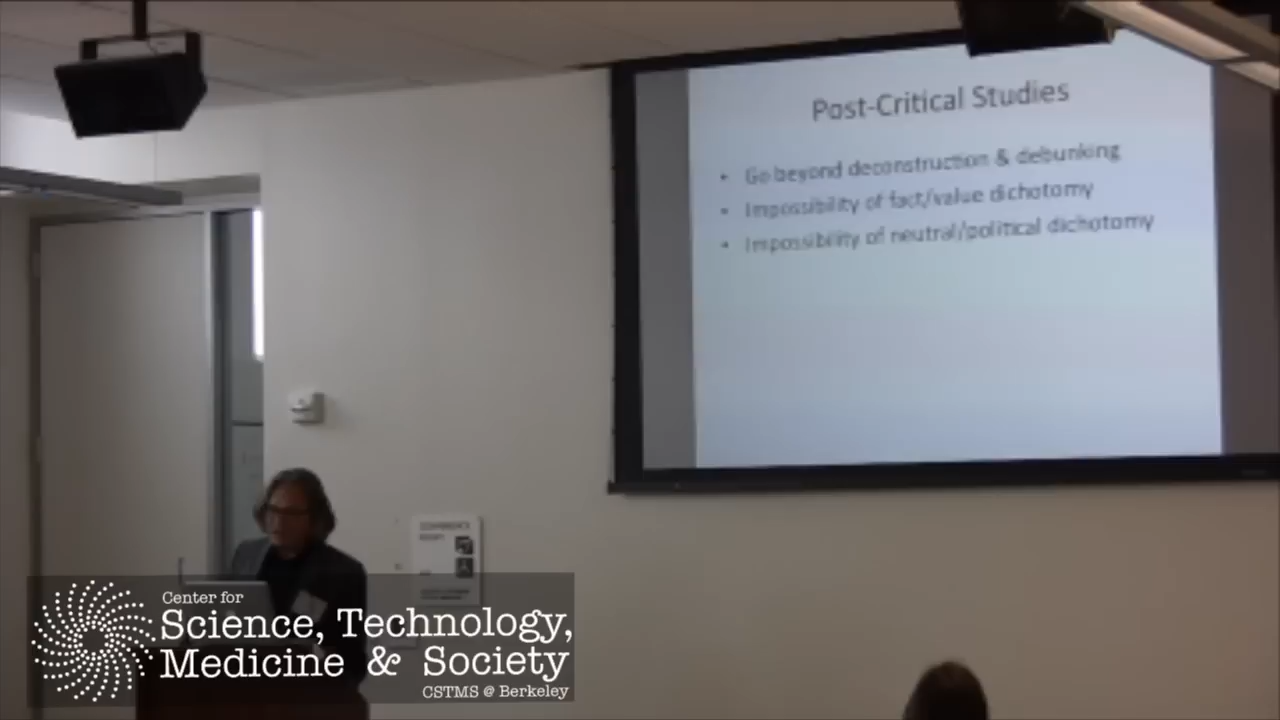 Post-Critical Studies
• Go beyond deconstruction & debunking
• Impossibility of fact/value dichotomy
• Impossibility of neutral/political dichotomy
Center for
Science, Technology,
Medicine & Society
CSTMS @ Berkeley